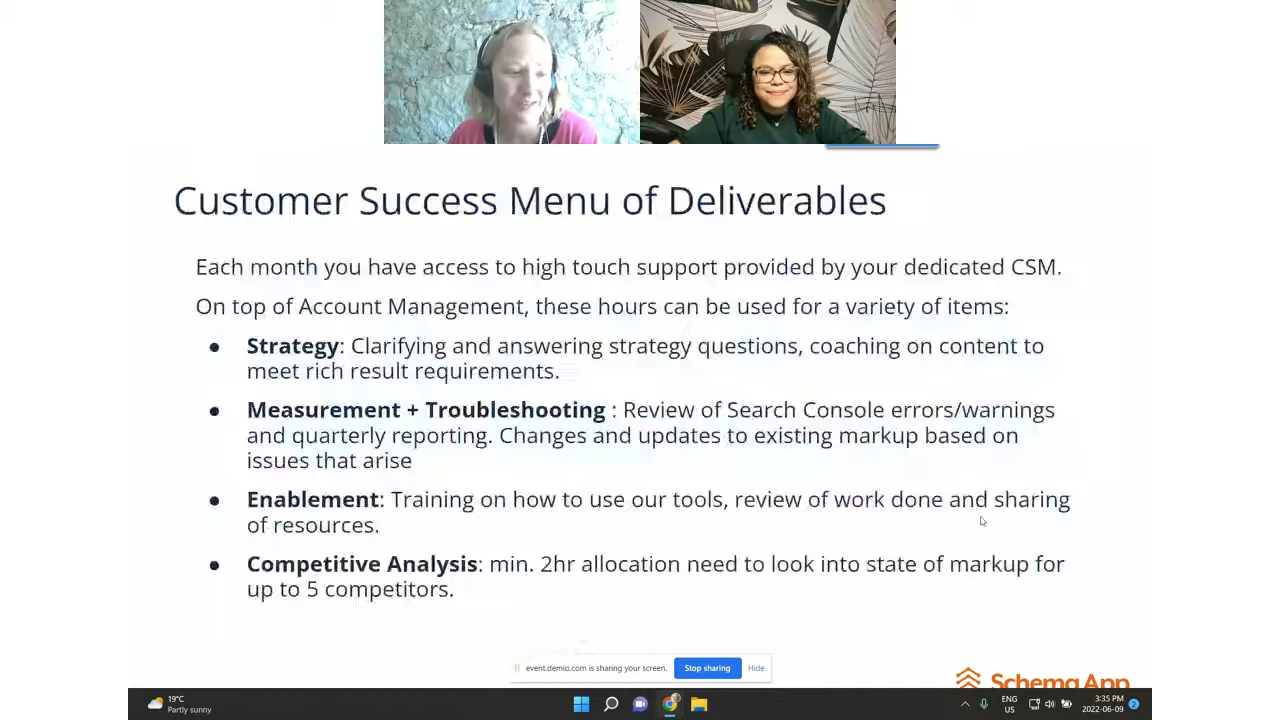 Customer Success Menu of Deliverables
Each month you have access to high touch support provided by your dedicated CSM.
On top of Account Management, these hours can be used for a variety of items:
● Strategy: Clarifying and answering strategy questions, coaching on content to
meet rich result requirements.
● Measurement + Troubleshooting : Review of Search Console errors/warnings
and quarterly reporting. Changes and updates to existing markup based on
issues that arise
● Enablement: Training on how to use our tools, review of work done and sharing
of resources.
● Competitive Analysis: min. 2hr allocation need to look into state of markup for
up to 5 competitors.
event.demio.com is sharing your screen. Stop sharing Hide
Schema App
19°C
Partly sunny
ENG
US
3:35 PM
2022-06-09
2